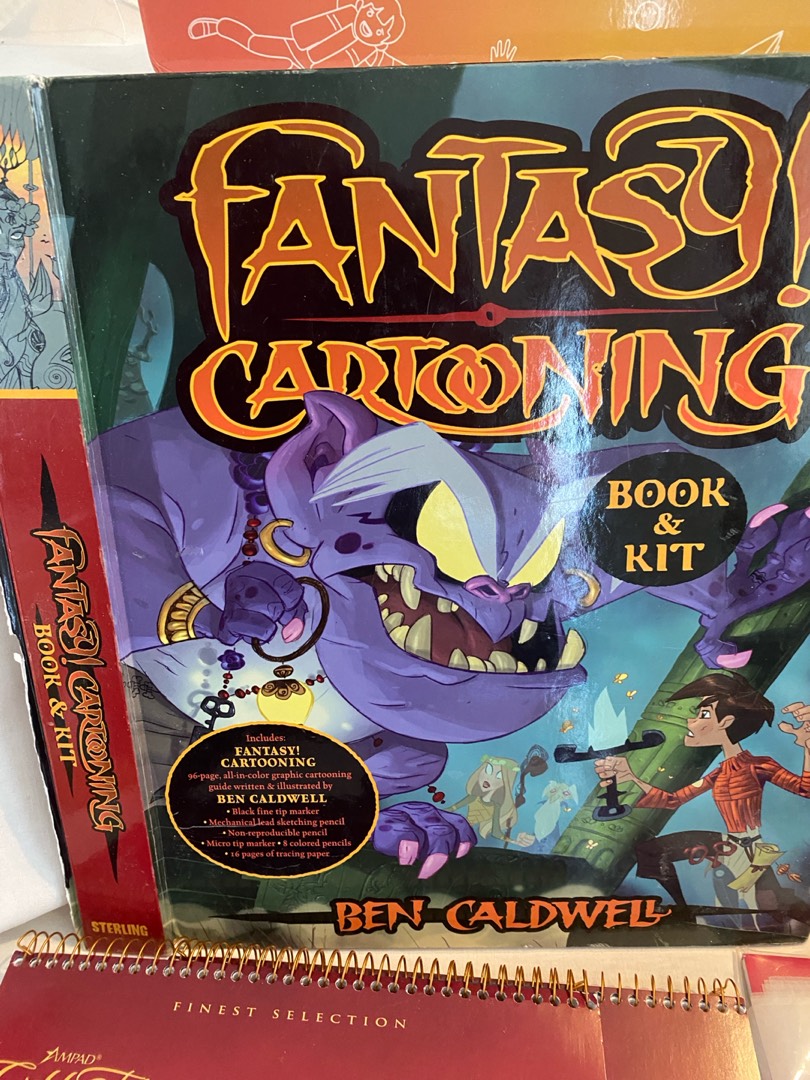 FANTASY!
CARTOONING
BOOK
&
KIT
Includes:
FANTASY!
CARTOONING
96-page, all-in-color graphic cartooning
guide written & illustrated by
BEN CALDWELL
• Black fine tip marker
• Mechanical lead sketching pencil
• Non-reproducible pencil
• Micro tip marker • 8 colored pencils
• 16 pages of tracing paper
BEN CALDWELL
FANTASY! CARTOONING
BOOK & KIT
STERLING
FINEST SELECTION
AMPAD®